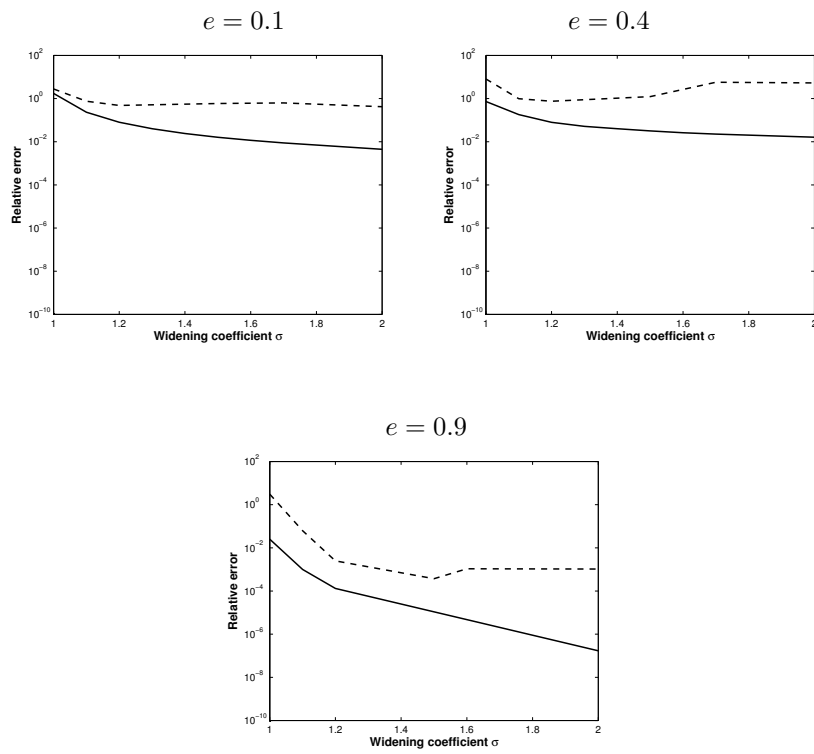 e = 0.1
e = 0.4
10^2
10^0
10^-2
10^-4
10^-6
10^-8
10^-10
Relative error
1 1.2 1.4 1.6 1.8 2
Widening coefficient σ
10^2
10^0
10^-2
10^-4
10^-6
10^-8
10^-10
Relative error
1 1.2 1.4 1.6 1.8 2
Widening coefficient σ
e = 0.9
10^2
10^0
10^-2
10^-4
10^-6
10^-8
10^-10
Relative error
1 1.2 1.4 1.6 1.8 2
Widening coefficient σ